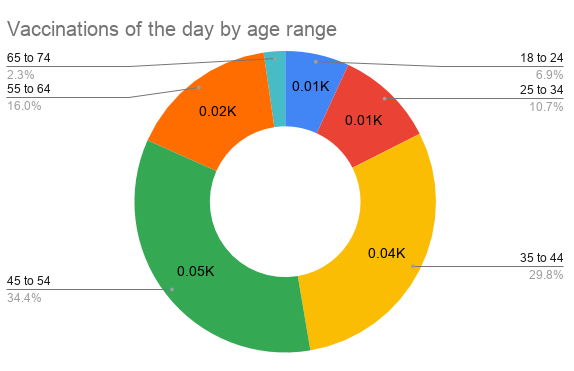 Vaccinations of the day by age range
65 to 74
2.3%
55 to 64
16.0%
45 to 54
34.4%
18 to 24
6.9%
25 to 34
10.7%
35 to 44
29.8%
0.01K
0.01K
0.02K
0.04K
0.05K